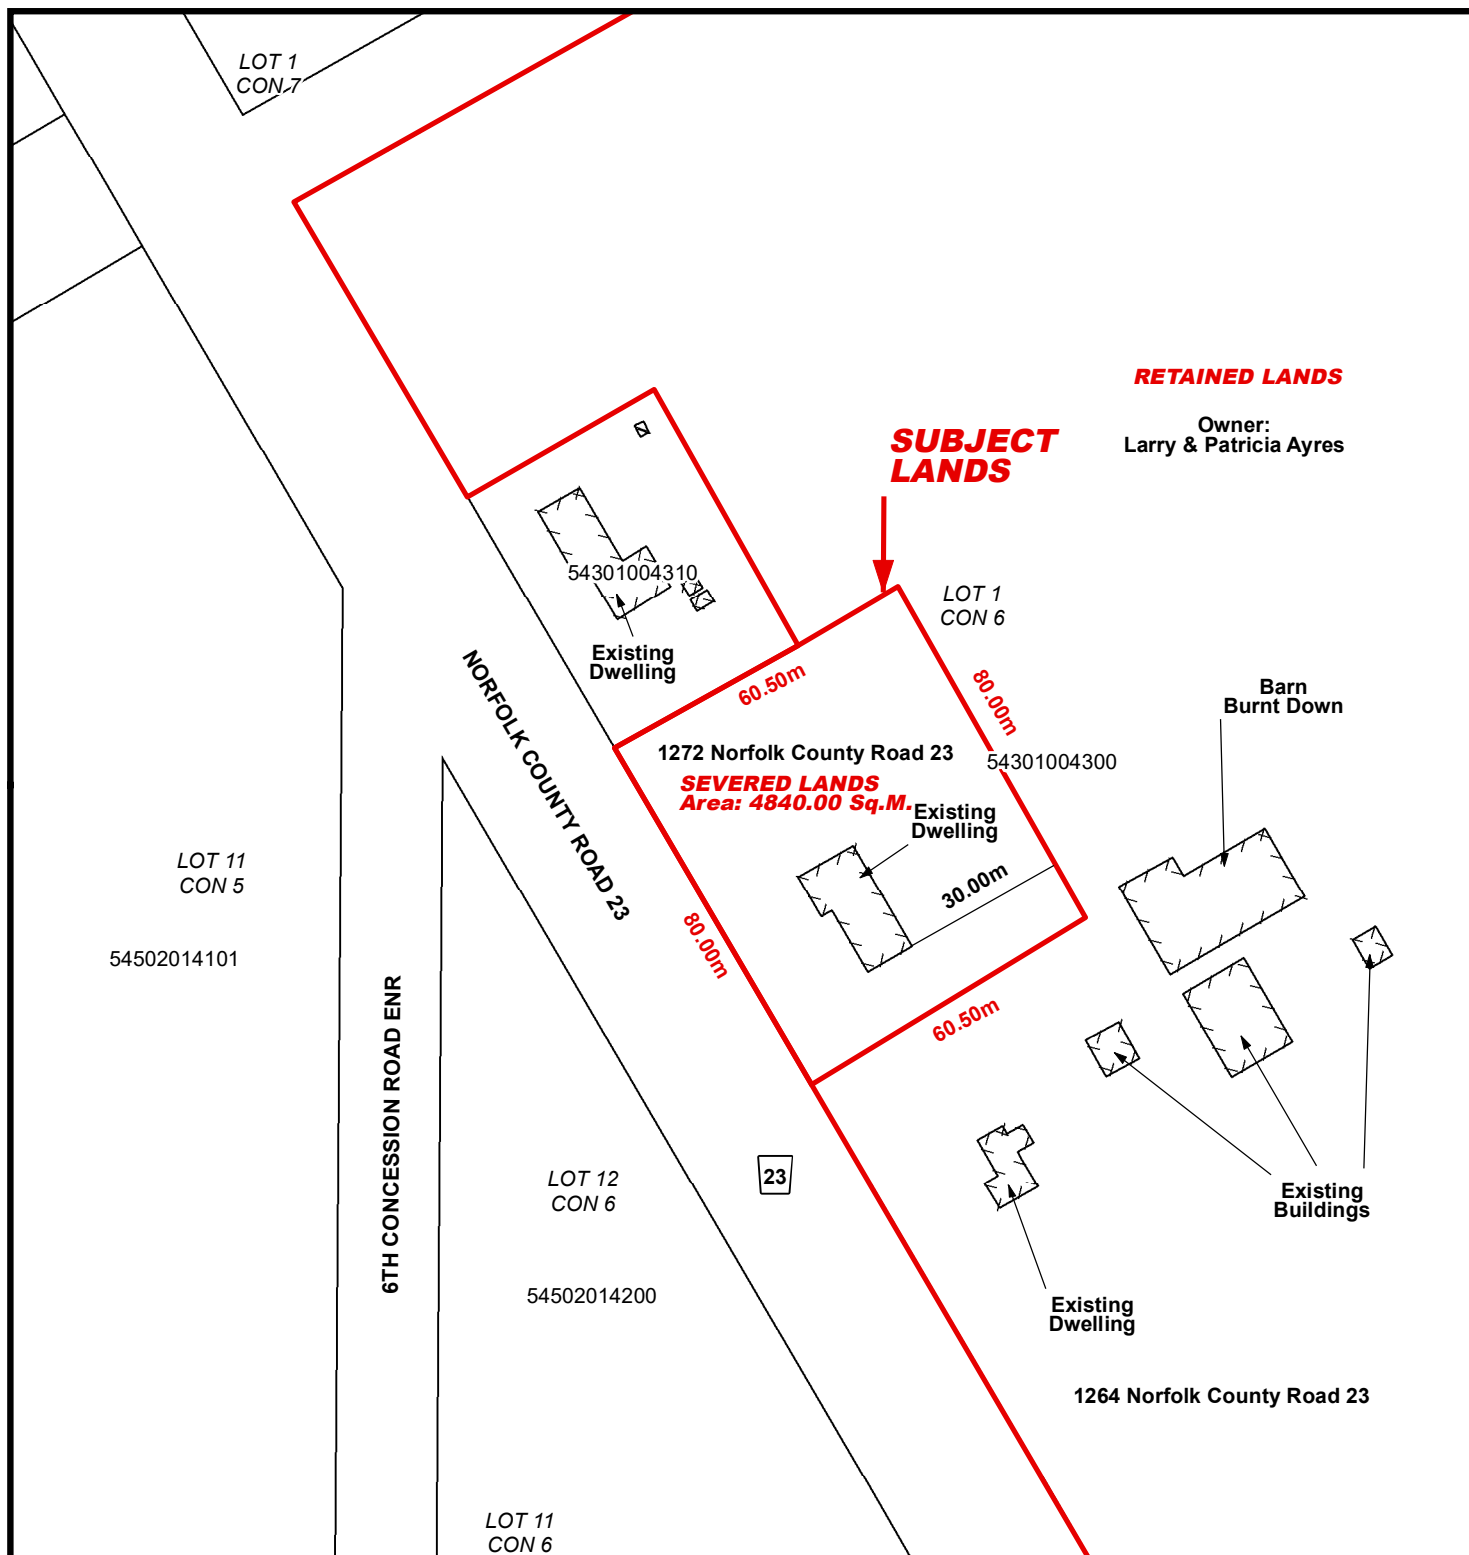 LOT 1
CON 7
RETAINED LANDS
Owner:
Larry & Patricia Ayres
SUBJECT
LANDS
54301004310
LOT 1
CON 6
Existing
Dwelling
NORFOLK COUNTY ROAD 23
60.50m
80.00m
Barn
Burnt Down
1272 Norfolk County Road 23
54301004300
SEVERED LANDS
Area: 4840.00 Sq.M.
Existing
Dwelling
LOT 11
CON 5
30.00m
80.00m
54502014101
60.50m
6TH CONCESSION ROAD ENR
LOT 12
CON 6
23
Existing
Buildings
54502014200
Existing
Dwelling
1264 Norfolk County Road 23
LOT 11
CON 6